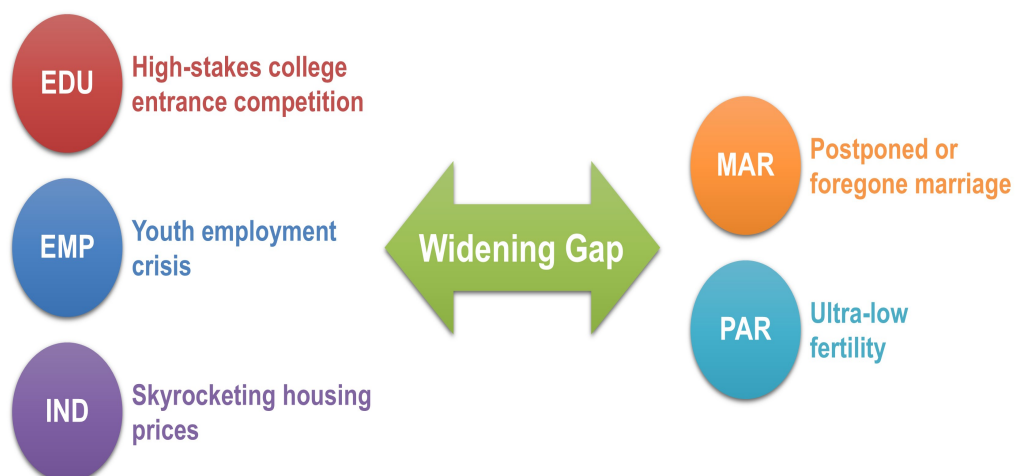 EDU
High-stakes college
entrance competition
EMP
Youth employment
crisis
IND
Skyrocketing housing
prices
Widening Gap
MAR
Postponed or
foregone marriage
PAR
Ultra-low
fertility